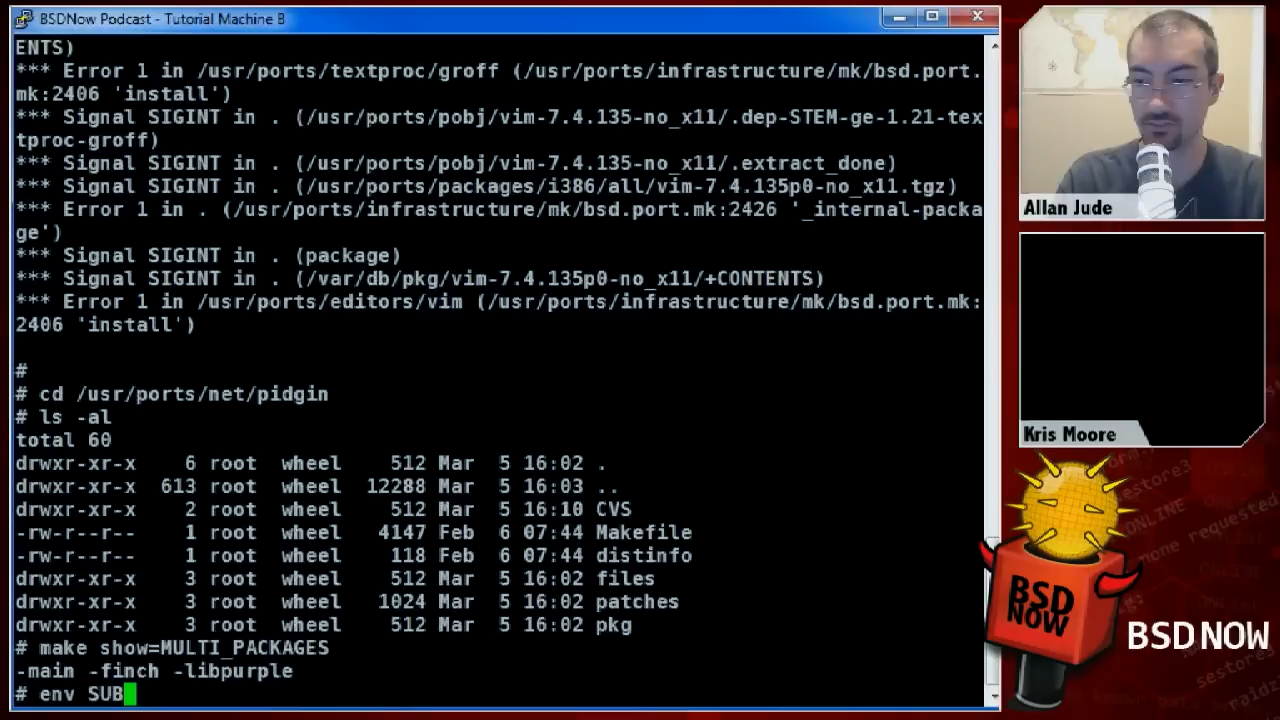 BSDNow Podcast - Tutorial Machine B
ENTS)
*** Error 1 in /usr/ports/textproc/groff (/usr/ports/infrastructure/mk/bsd.port.
mk:2406 'install')
*** Signal SIGINT in . (/usr/ports/pobj/vim-7.4.135-no_x11/.dep-STEM-ge-1.21-tex
tproc-groff)
*** Signal SIGINT in . (/usr/ports/pobj/vim-7.4.135-no_x11/.extract_done)
*** Signal SIGINT in . (/usr/ports/packages/i386/all/vim-7.4.135p0-no_x11.tgz)
*** Error 1 in . (/usr/ports/infrastructure/mk/bsd.port.mk:2426 '_internal-packa
ge')
*** Signal SIGINT in . (package)
*** Signal SIGINT in . (/var/db/pkg/vim-7.4.135p0-no_x11/+CONTENTS)
*** Error 1 in /usr/ports/editors/vim (/usr/ports/infrastructure/mk/bsd.port.mk:
2406 'install')
#
# cd /usr/ports/net/pidgin
# ls -al
total 60
drwxr-xr-x 6 root wheel 512 Mar 5 16:02 .
drwxr-xr-x 613 root wheel 12288 Mar 5 16:03 ..
drwxr-xr-x 2 root wheel 512 Mar 5 16:10 CVS
-rw-r--r-- 1 root wheel 4147 Feb 6 07:44 Makefile
-rw-r--r-- 1 root wheel 118 Feb 6 07:44 distinfo
drwxr-xr-x 3 root wheel 512 Mar 5 16:02 files
drwxr-xr-x 3 root wheel 1024 Mar 5 16:02 patches
drwxr-xr-x 3 root wheel 512 Mar 5 16:02 pkg
# make show=MULTI_PACKAGES
-main -finch -libpurple
# env SUB
Allan Jude
Kris Moore
BSD
NOW
BSD NOW